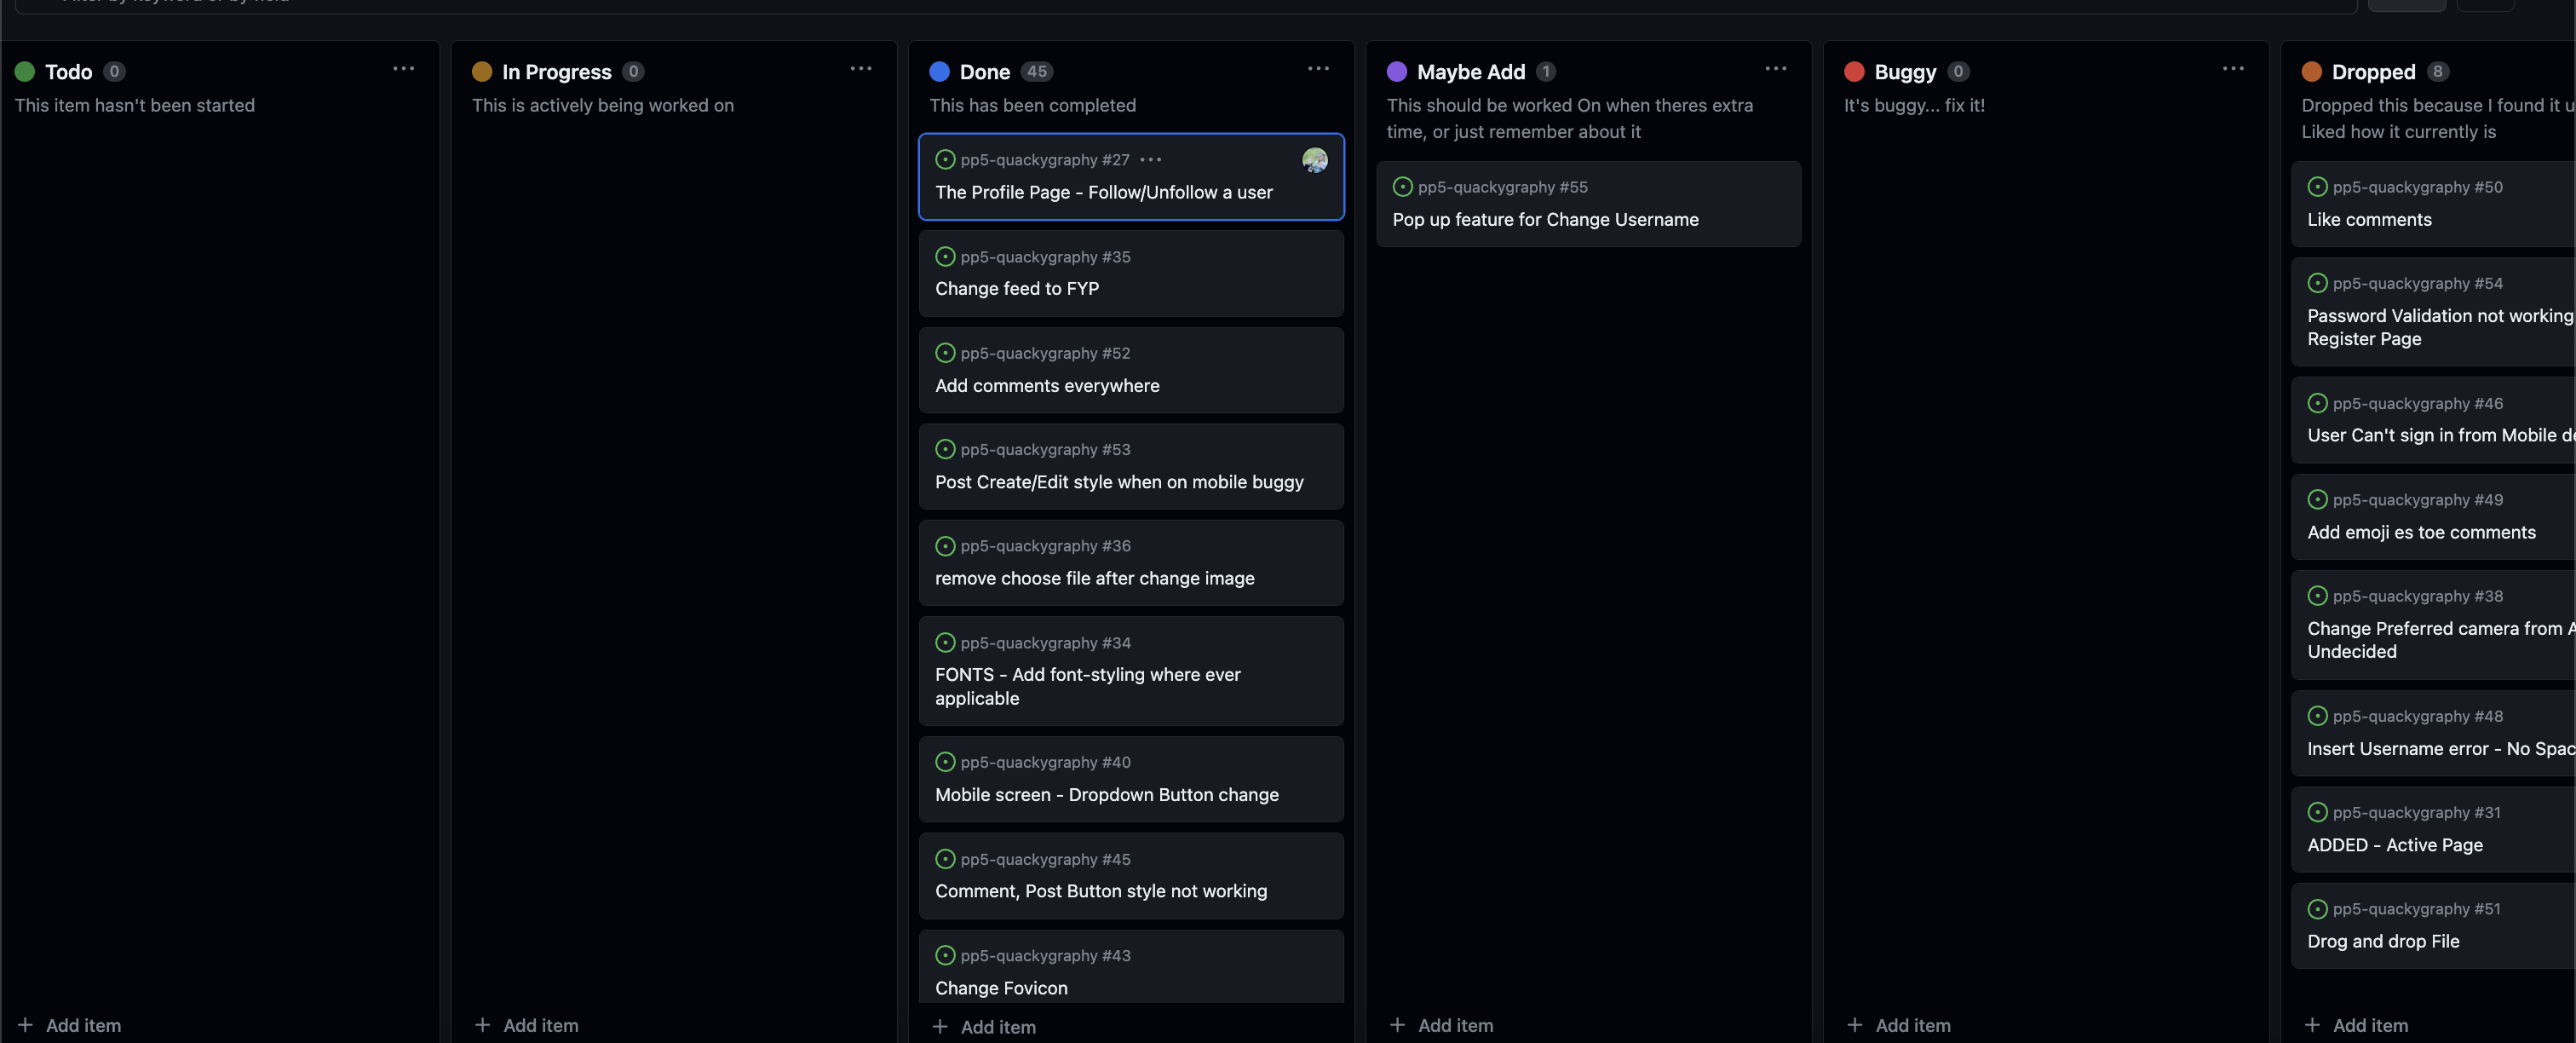 Todo 0
This item hasn't been started
Add item
In Progress 0
This is actively being worked on
Add item
Done 45
This has been completed
pp5-quackygraphy #27
The Profile Page - Follow/Unfollow a user
pp5-quackygraphy #35
Change feed to FYP
pp5-quackygraphy #52
Add comments everywhere
pp5-quackygraphy #53
Post Create/Edit style when on mobile buggy
pp5-quackygraphy #36
remove choose file after change image
pp5-quackygraphy #34
FONTS - Add font-styling where ever
applicable
pp5-quackygraphy #40
Mobile screen - Dropdown Button change
pp5-quackygraphy #45
Comment, Post Button style not working
pp5-quackygraphy #43
Change Fovicon
Add item
Maybe Add 1
This should be worked On when theres extra
time, or just remember about it
pp5-quackygraphy #55
Pop up feature for Change Username
Add item
Buggy 0
It's buggy... fix it!
Add item
Dropped 8
Dropped this because I found it
Liked how it currently is
pp5-quackygraphy #50
Like comments
pp5-quackygraphy #54
Password Validation not working
Register Page
pp5-quackygraphy #46
User Can't sign in from Mobile
pp5-quackygraphy #49
Add emoji es toe comments
pp5-quackygraphy #38
Change Preferred camera from
Undecided
pp5-quackygraphy #48
Insert Username error - No
pp5-quackygraphy #31
ADDED - Active Page
pp5-quackygraphy #51
Drog and drop File
Add item